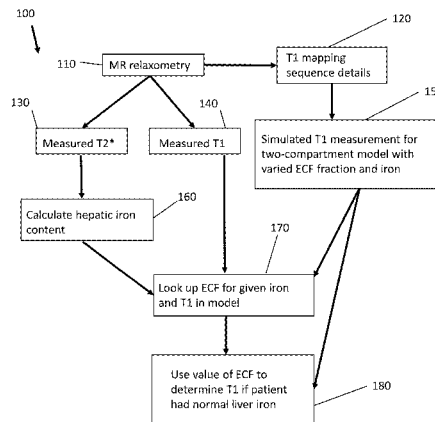 100
120
110
MR relaxometry
T1 mapping
sequence details
130
140
15
Measured T2*
Measured T1
Simulated T1 measurement for
two-compartment model with
varied ECF fraction and iron
160
Calculate hepatic iron
content
170
Look up ECF for given iron
and T1 in model
Use value of ECF to
determine T1 if patient
had normal liver iron
180